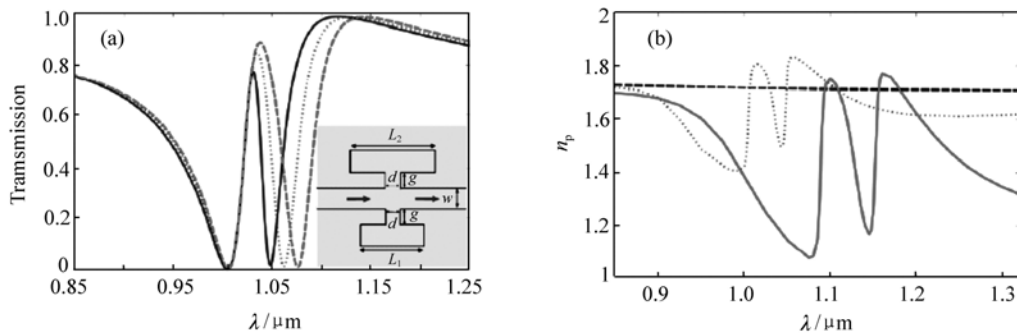 (a)
Tramsmission
1.0
0.8
0.6
0.4
0.2
0
0.85
0.95
1.05
1.15
1.25
λ/μm
L2
d
g
w
d
g
L1
(b)
np
1.8
1.6
1.4
1.2
1
0.9
1.0
1.1
1.2
1.3
λ/μm